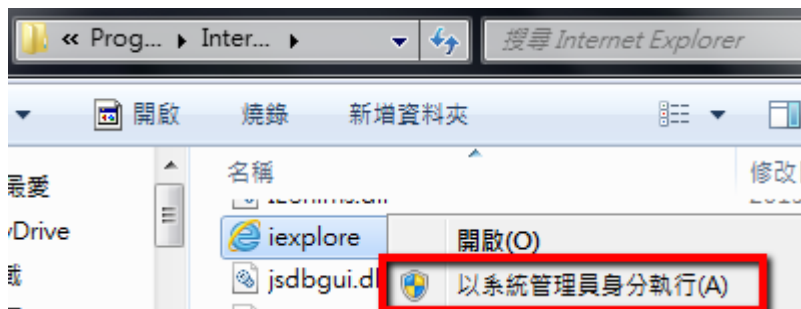 « Prog... ▸ Inter... ▸ 搜尋 Internet Explorer
開啟 燒錄 新增資料夾
名稱 修改
最愛
iexplore 開啟(O)
jsdbgui.dl 以系統管理員身分執行(A)